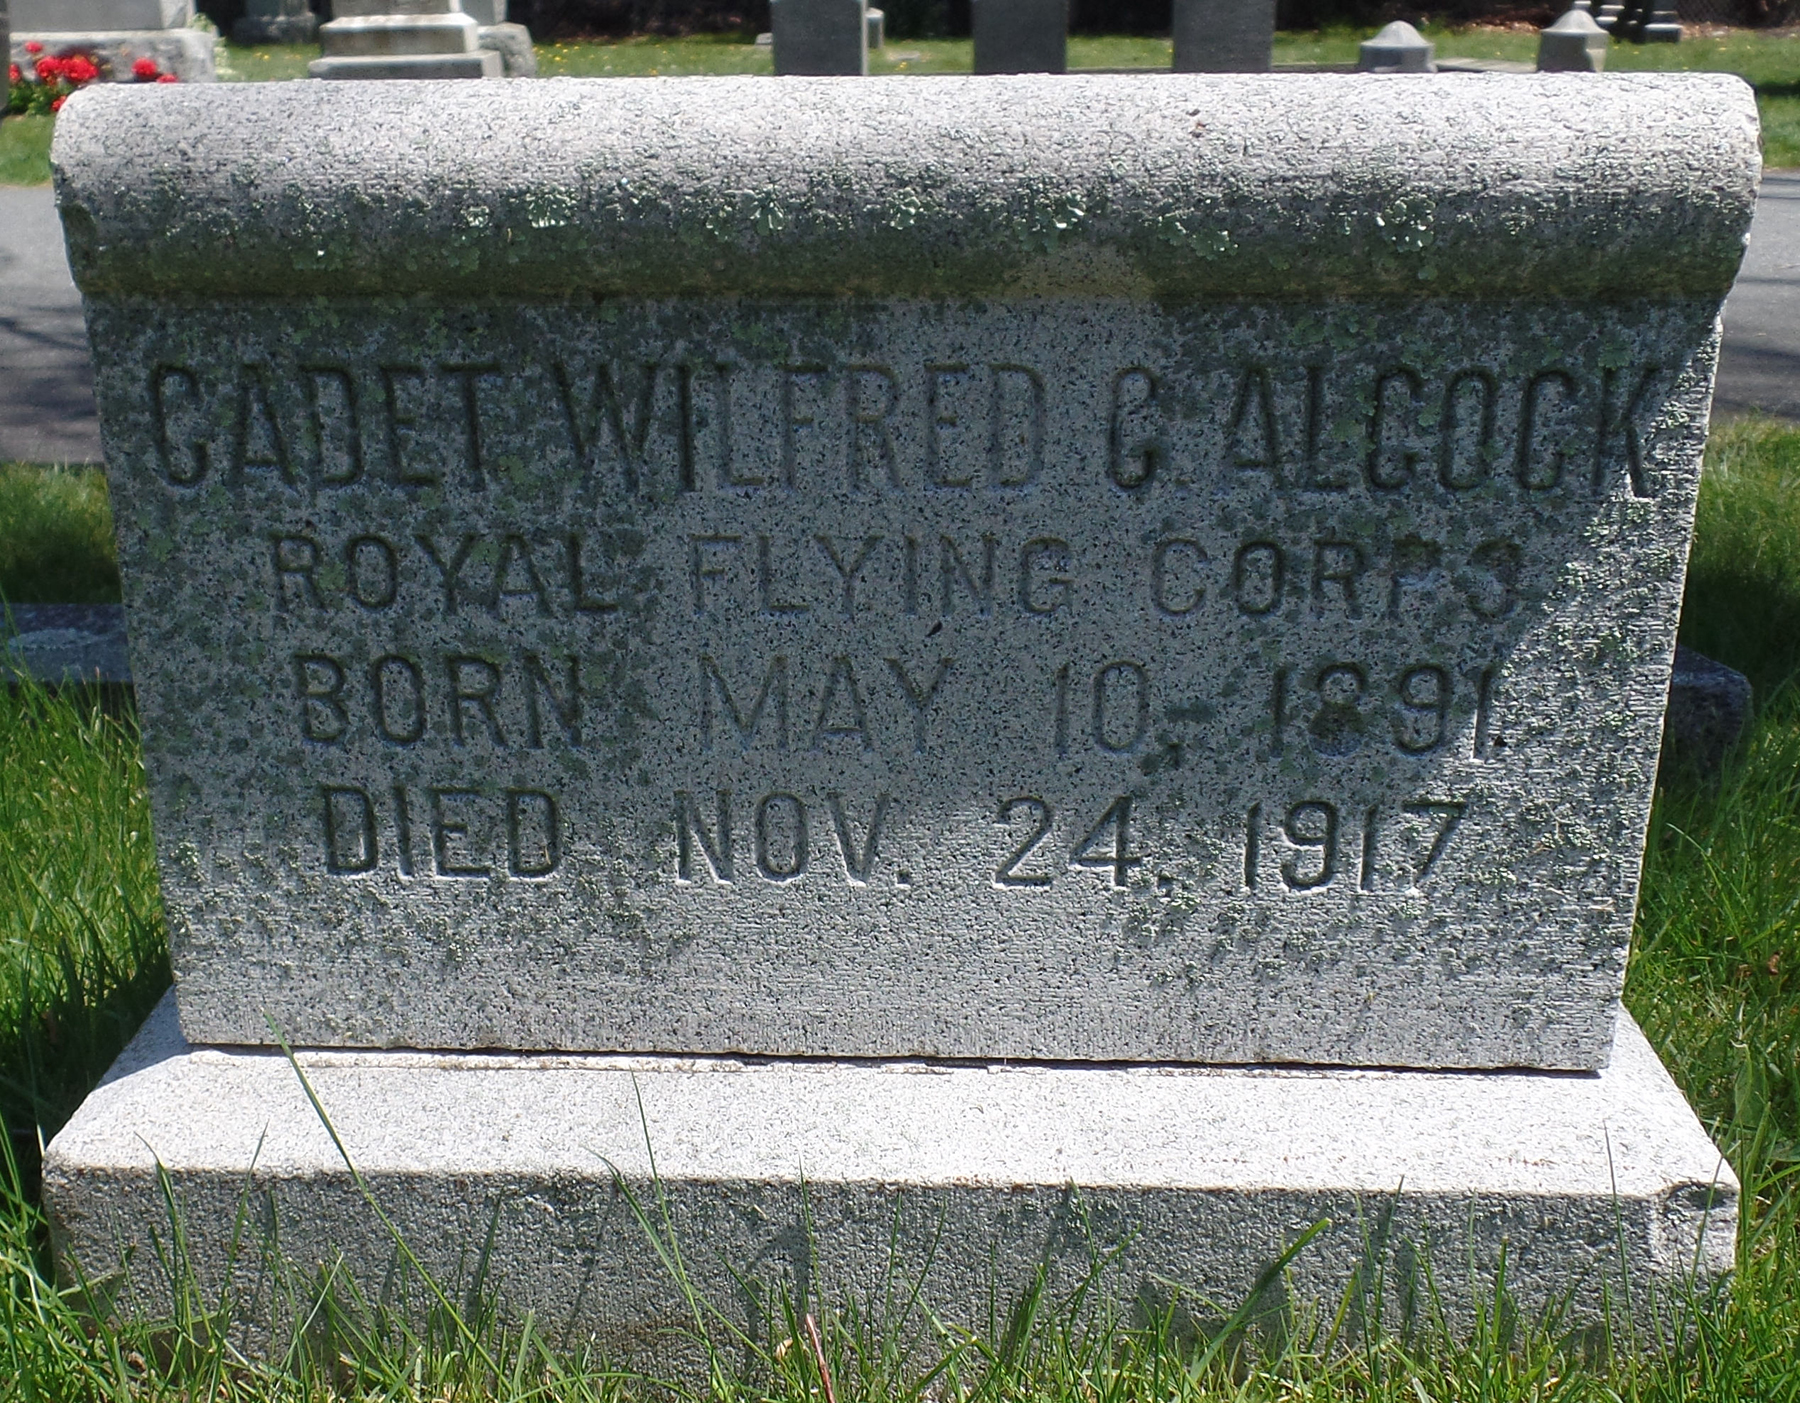 CADET WILFRED G. ALCOCK
ROYAL FLYING CORPS
BORN MAY 10, 1891.
DIED NOV. 24, 1917